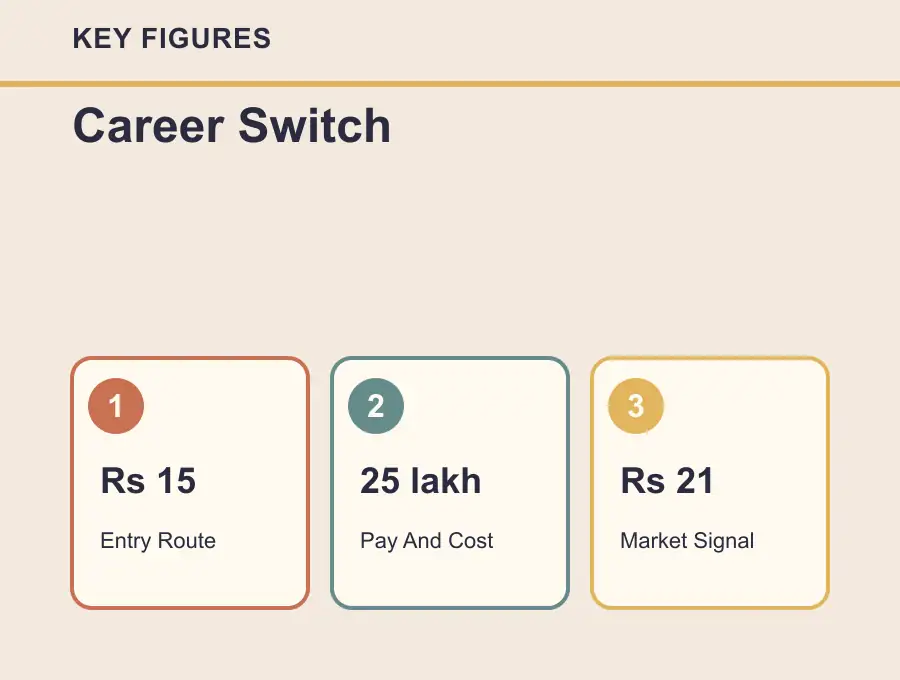 KEY FIGURES
Career Switch
1
Rs 15
Entry Route
2
25 lakh
Pay And Cost
3
Rs 21
Market Signal